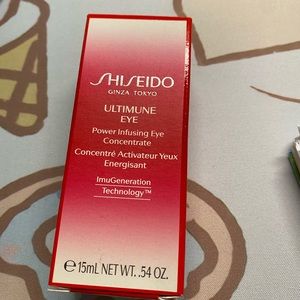 SHISEIDO
GINZA TOKYO
ULTIMUNE
EYE
Power Infusing Eye
Concentrate
Concentré Activateur Yeux
Energisant
ImuGeneration
Technology™
℮ 15mL NET WT. .54 OZ.